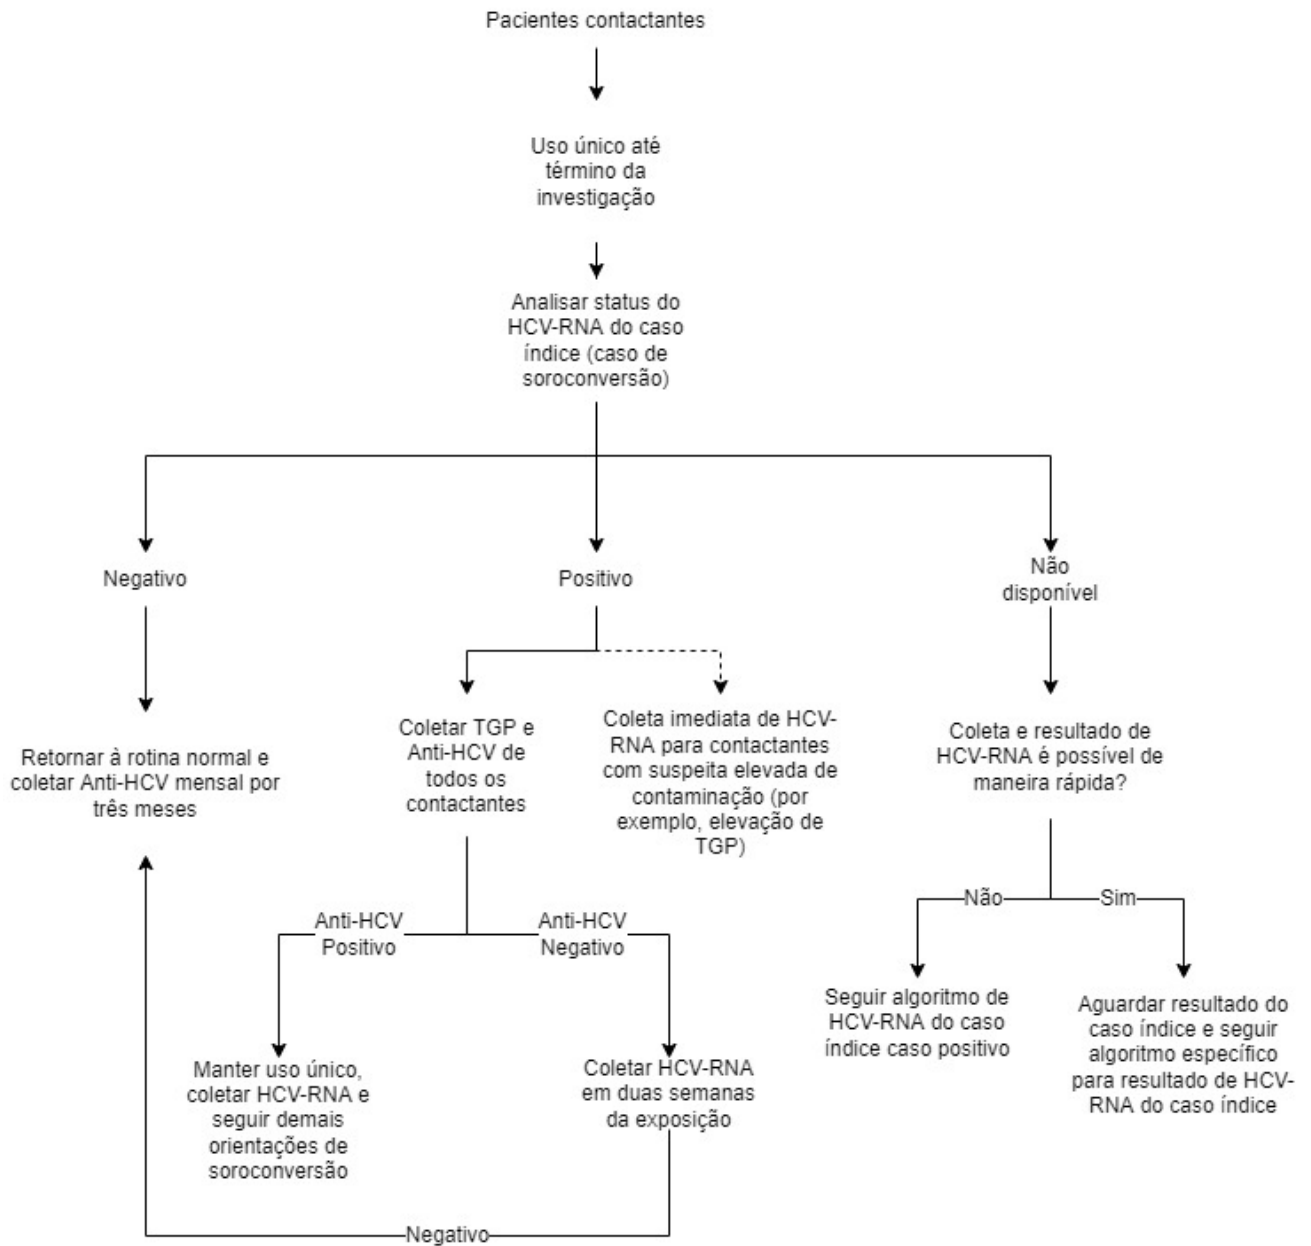 Pacientes contactantes
Uso único até
término da
investigação
Analisar status do
HCV-RNA do caso
índice (caso de
soroconversão)
Negativo
Positivo
Não
disponível
Retornar à rotina normal e
coletar Anti-HCV mensal por
três meses
Coletar TGP e
Anti-HCV de
todos os
contactantes
Coleta imediata de HCV-
RNA para contactantes
com suspeita elevada de
contaminação (por
exemplo, elevação de
TGP)
Coleta e resultado de
HCV-RNA é possível de
maneira rápida?
Anti-HCV
Positivo
Anti-HCV
Negativo
Não
Sim
Manter uso único,
coletar HCV-RNA e
seguir demais
orientações de
soroconversão
Coletar HCV-RNA
em duas semanas
da exposição
Seguir algoritmo de
HCV-RNA do caso
índice caso positivo
Aguardar resultado do
caso índice e seguir
algoritmo específico
para resultado de HCV-
RNA do caso índice
Negativo